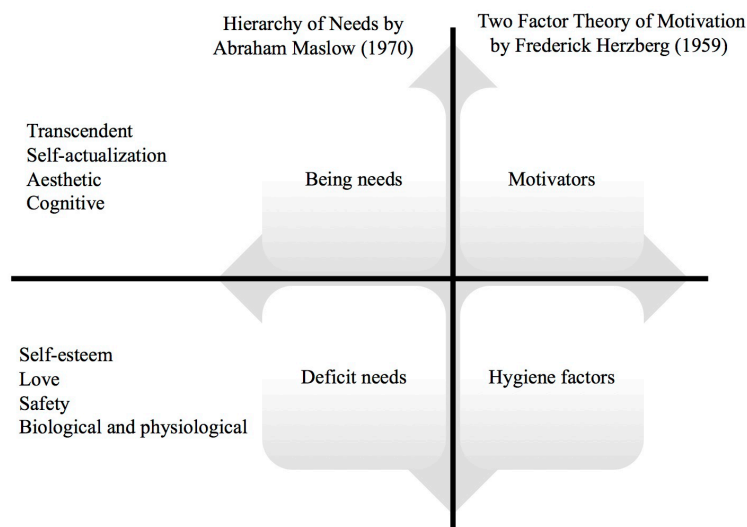 Hierarchy of Needs by
Abraham Maslow (1970)
Two Factor Theory of Motivation
by Frederick Herzberg (1959)
Transcendent
Self-actualization
Aesthetic
Cognitive
Being needs
Motivators
Self-esteem
Love
Safety
Biological and physiological
Deficit needs
Hygiene factors